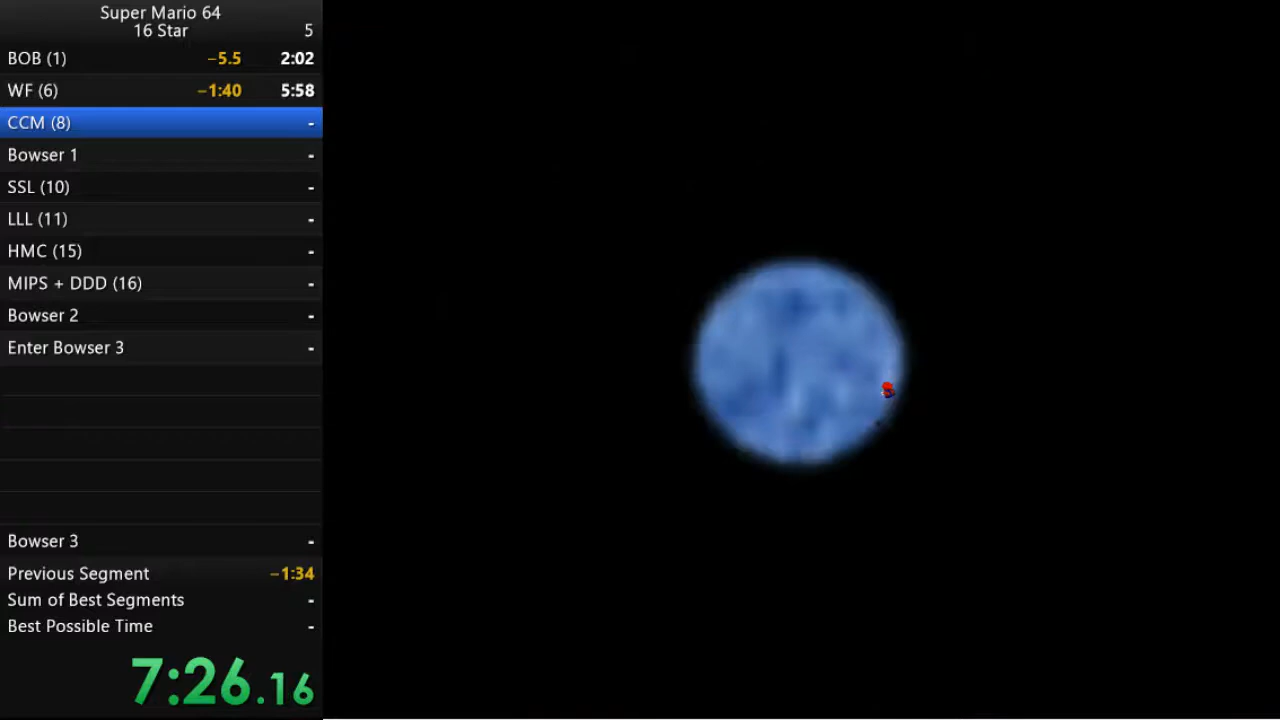 Super Mario 64
16 Star 5
BOB (1) −5.5 2:02
WF (6) −1:40 5:58
CCM (8) -
Bowser 1 -
SSL (10) -
LLL (11) -
HMC (15) -
MIPS + DDD (16) -
Bowser 2 -
Enter Bowser 3 -
Bowser 3 -
Previous Segment −1:34
Sum of Best Segments -
Best Possible Time -
7:26.16